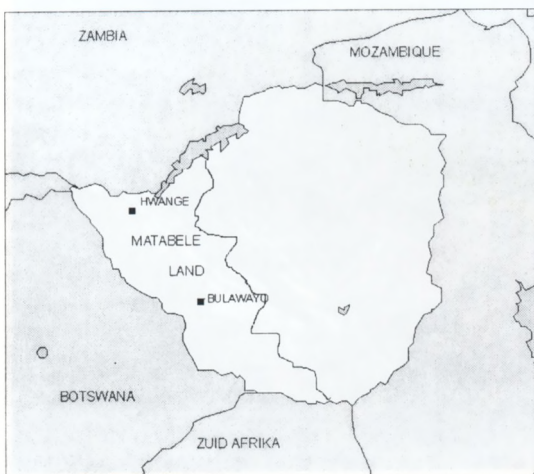 ZAMBIA
MOZAMBIQUE
HWANGE
MATABELE
LAND
BULAWAYO
BOTSWANA
ZUID AFRIKA